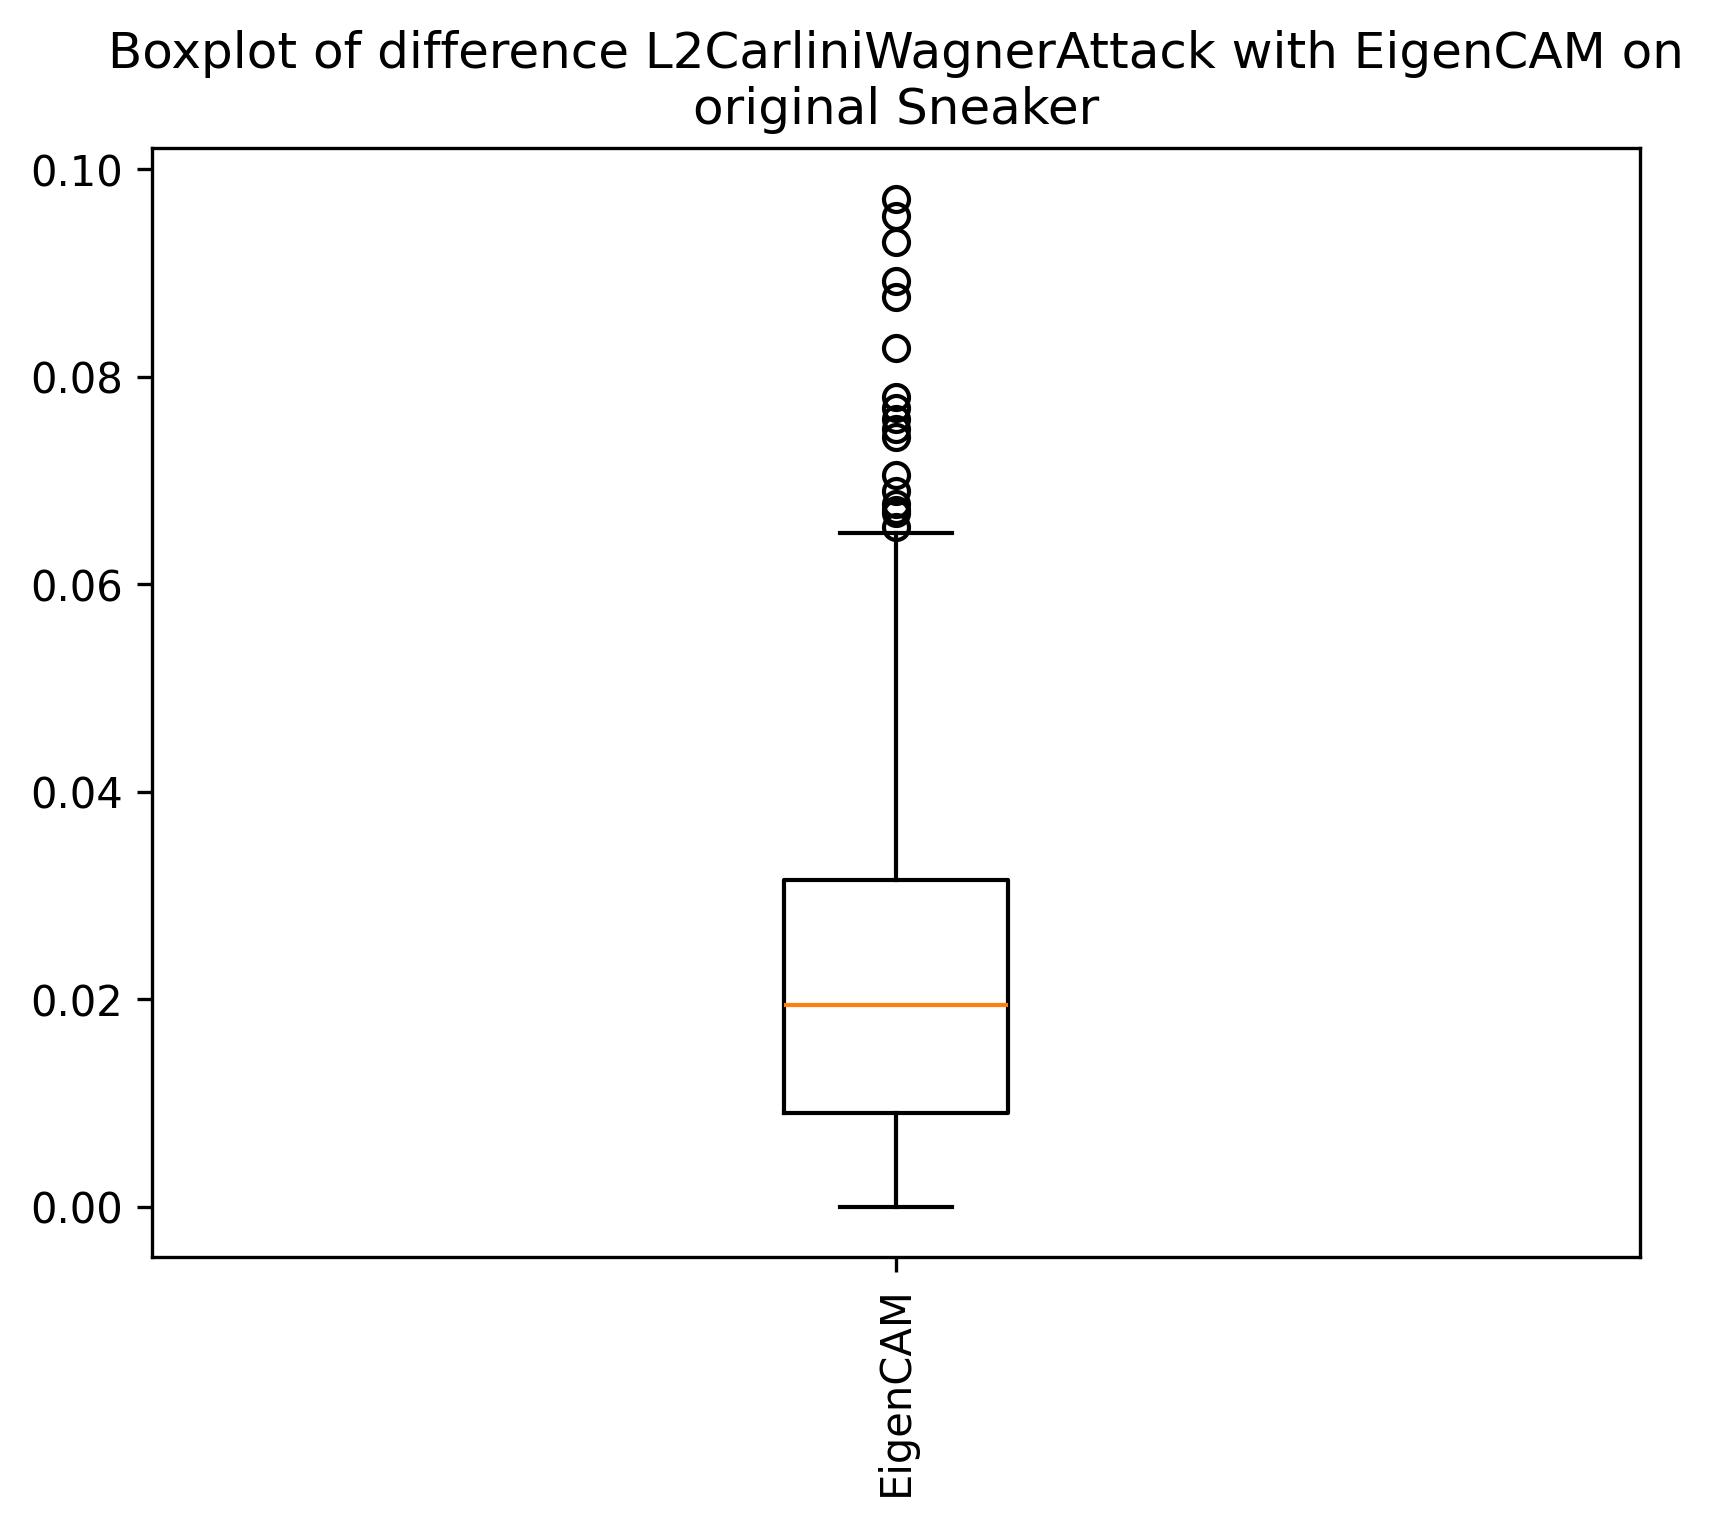 Boxplot of difference L2CarliniWagnerAttack with EigenCAM on
original Sneaker
0.10
0.08
0.06
0.04
0.02
0.00
EigenCAM